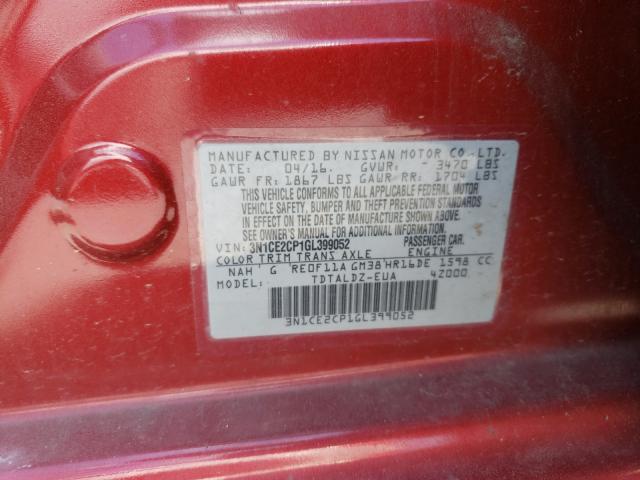 MANUFACTURED BY NISSAN MOTOR CO., LTD.
DATE: 04/16. GVWR: - 3470 LBS
GAWR FR: 1867 LBS GAWR RR: 1704 LBS
THIS VEHICLE CONFORMS TO ALL APPLICABLE FEDERAL MOTOR
VEHICLE SAFETY, BUMPER AND THEFT PREVENTION STANDARDS
IN EFFECT ON THE DATE OF MANUFACTURE SHOWN ABOVE.
SEE OWNER'S MANUAL FOR ADDITIONAL INFORMATION.
VIN: 3N1CE2CP1GL399052 PASSENGER CAR.
COLOR TRIM TRANS AXLE ENGINE
NAH G RE0F11A GM38 HR16DE 1598 CC
MODEL: TDTALDZ-EUA 4Z000
3N1CE2CP1GL399052